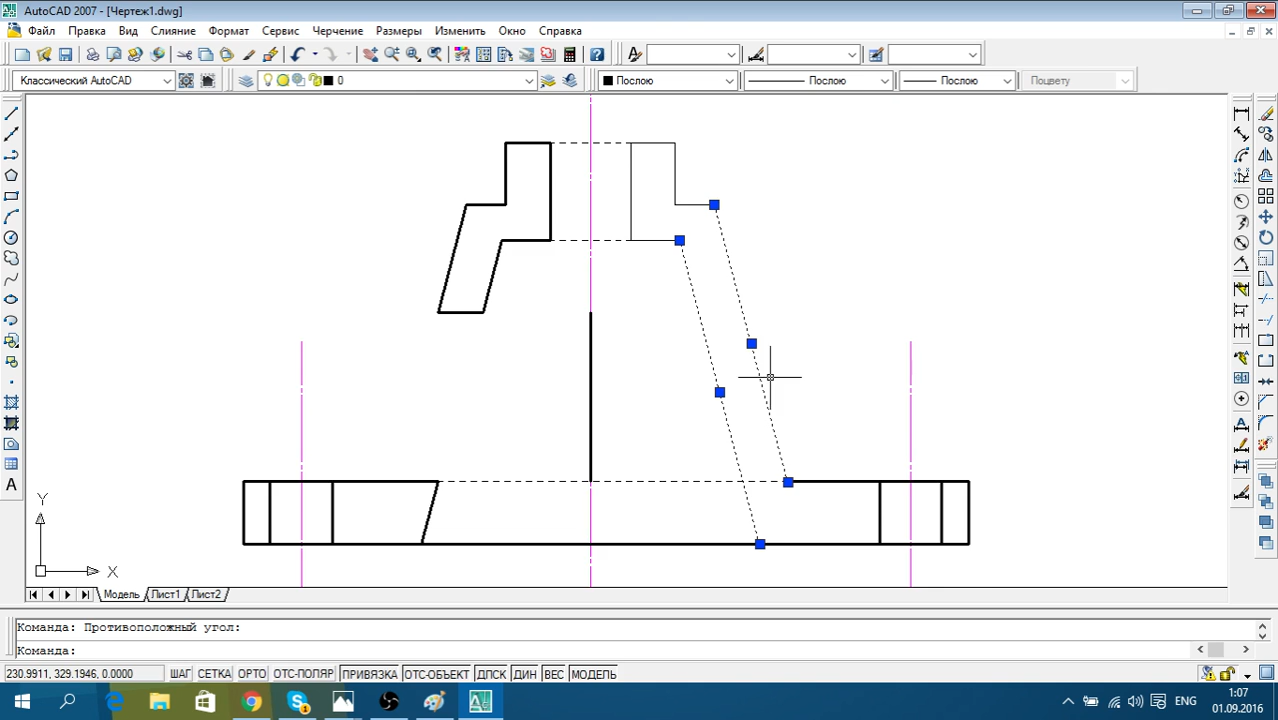 AutoCAD 2007 - [Чертеж1.dwg]
Файл Правка Вид Слияние Формат Сервис Черчение Размеры Изменить Окно Справка
Классический AutoCAD 0 Послою Послою Послою Поцвету
A
Y
X
Модель Лист1 Лист2
Команда: Противоположный угол:
Команда:
230.9911, 329.1946, 0.0000 ШАГ СЕТКА ОРТО ОТС-ПОЛЯР ПРИВЯЗКА ОТС-ОБЪЕКТ ДПСК ДИН ВЕС МОДЕЛЬ
ENG 1:07
01.09.2016